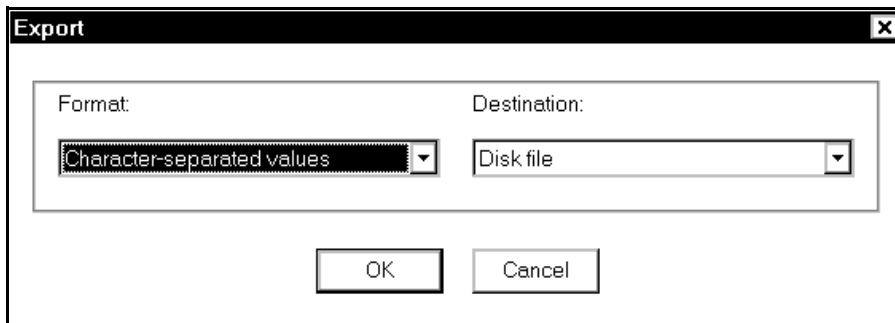 Export
Format: Destination:
Character-separated values Disk file
OK Cancel